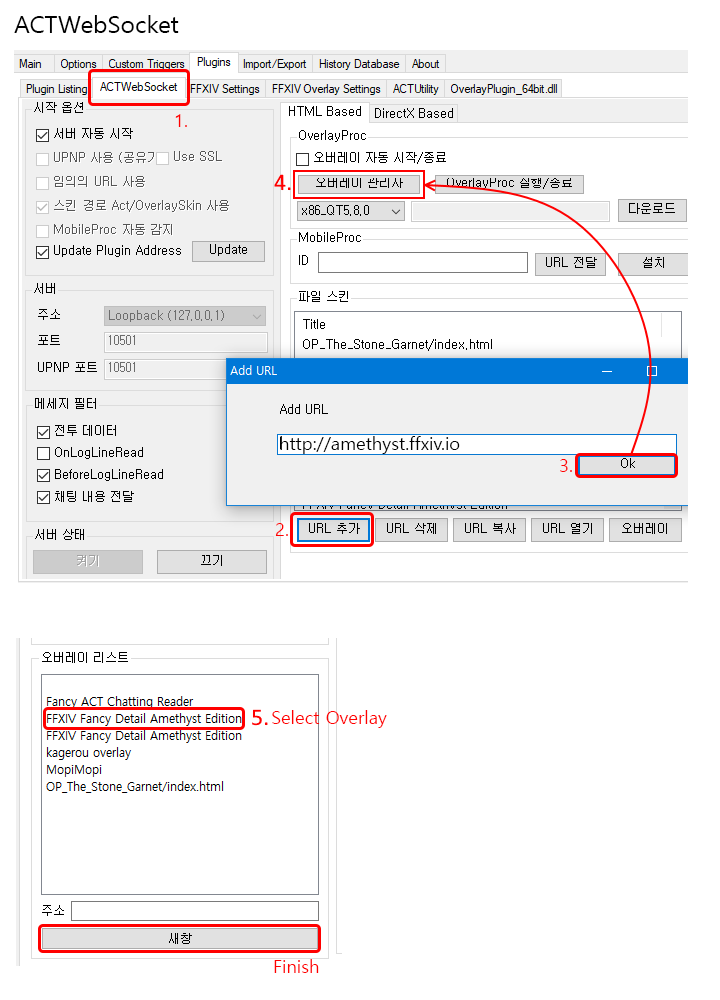 ACTWebSocket
Main Options Custom Triggers Plugins Import/Export History Database About
Plugin Listing ACTWebSocket FFXIV Settings FFXIV Overlay Settings ACTUtility OverlayPlugin_64bit.dll
1.
시작 옵션
서버 자동 시작
UPNP 사용 (공유기 Use SSL
임의의 URL 사용
스킨 경로 Act/OverlaySkin 사용
MobileProc 자동 감지
Update Plugin Address Update
서버
주소 Loopback (127,0,0,1)
포트 10501
UPNP 포트 10501
메세지 필터
전투 데이터
OnLogLineRead
BeforeLogLineRead
채팅 내용 전달
서버 상태
켜기 끄기
HTML Based DirectX Based
OverlayProc
오버레이 자동 시작/종료
4. 오버레이 관리사 OverlayProc 실행/종료
x86_QT5,8,0 다운로드
MobileProc
ID URL 전달 설치
파일 스킨
Title
OP_The_Stone_Garnet/index,html
Add URL
Add URL
http://amethyst.ffxiv.io
3. Ok
FFXIV Fancy Detail Amethyst Edition
2. URL 추가 URL 삭제 URL 복사 URL 열기 오버레이
오버레이 리스트
Fancy ACT Chatting Reader
FFXIV Fancy Detail Amethyst Edition 5. Select Overlay
FFXIV Fancy Detail Amethyst Edition
kagerou overlay
MopiMopi
OP_The_Stone_Garnet/index.html
주소
새창
Finish